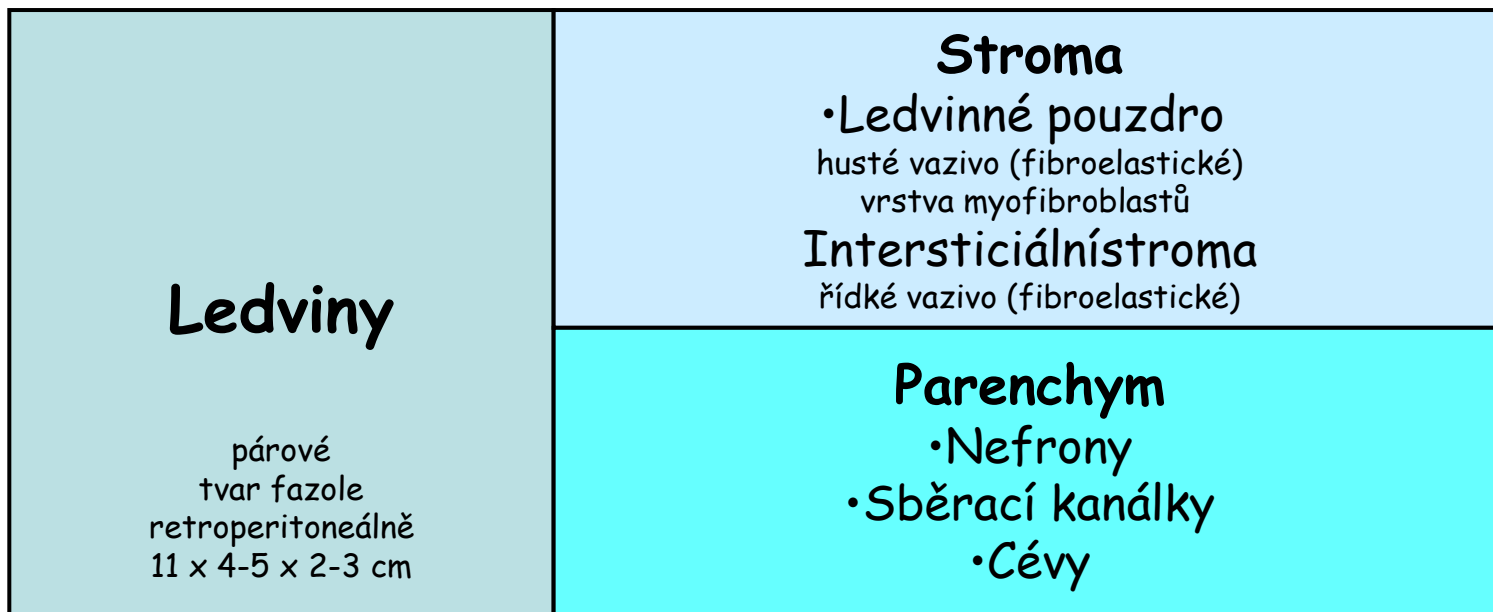 Ledviny
párové
tvar fazole
retroperitoneálně
11 x 4-5 x 2-3 cm
Stroma
•Ledvinné pouzdro
husté vazivo (fibroelastické)
vrstva myofibroblastů
Intersticiálnístroma
řídké vazivo (fibroelastické)
Parenchym
•Nefrony
•Sběrací kanálky
•Cévy